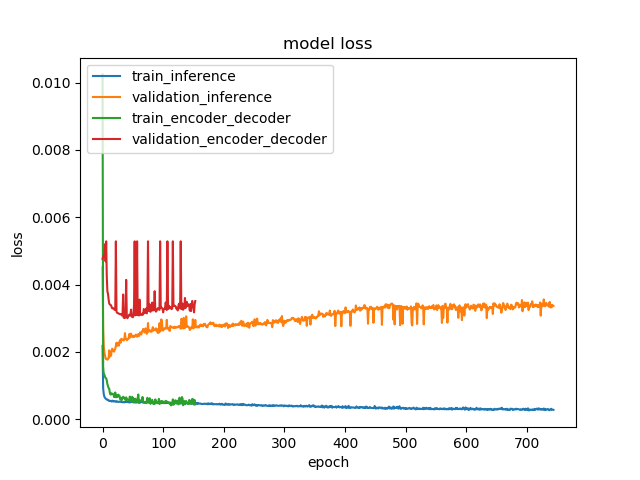 model loss
train_inference
validation_inference
train_encoder_decoder
validation_encoder_decoder
0.010
0.008
0.006
0.004
0.002
0.000
loss
0 100 200 300 400 500 600 700
epoch